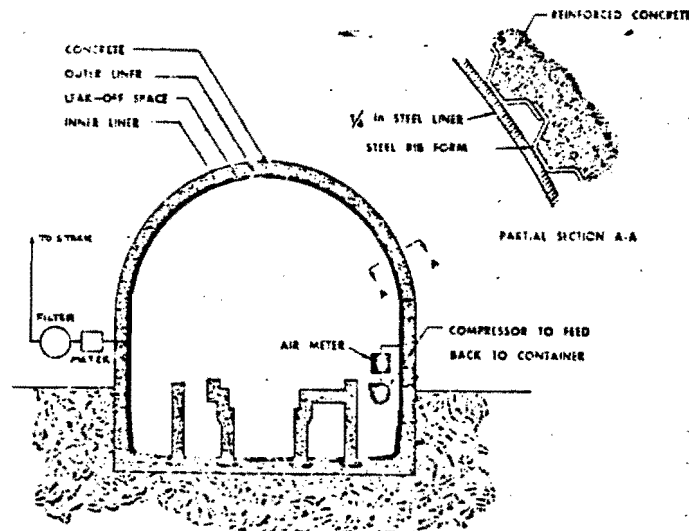 REINFORCED CONCRETE
CONCRETE
OUTER LINER
LEAK-OFF SPACE
INNER LINER
¼ in STEEL LINER
STEEL RIB FORM
PARTIAL SECTION A-A
TO STACK
A
A
FILTER
METER
AIR METER
COMPRESSOR TO FEED
BACK TO CONTAINER